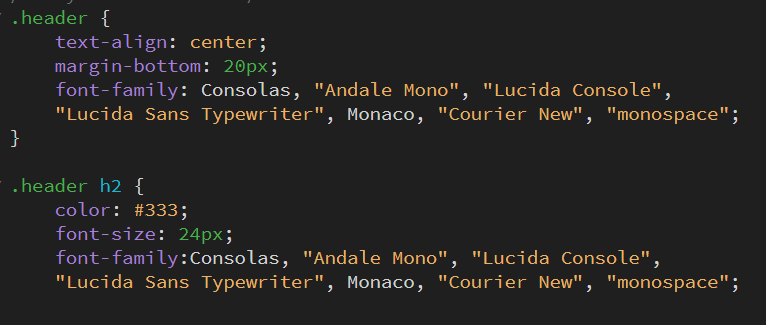 .header {
    text-align: center;
    margin-bottom: 20px;
    font-family: Consolas, "Andale Mono", "Lucida Console",
    "Lucida Sans Typewriter", Monaco, "Courier New", "monospace";
}

.header h2 {
    color: #333;
    font-size: 24px;
    font-family:Consolas, "Andale Mono", "Lucida Console",
    "Lucida Sans Typewriter", Monaco, "Courier New", "monospace";